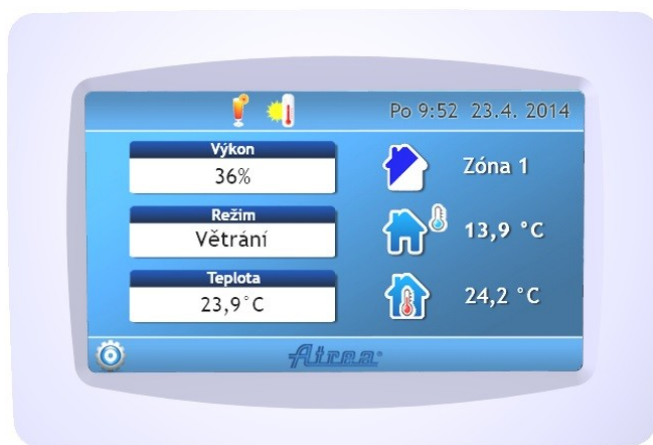 Po 9:52 23.4. 2014
Výkon
36%
Zóna 1
Režim
Větrání
13,9 °C
Teplota
23,9°C
24,2 °C
Atrea